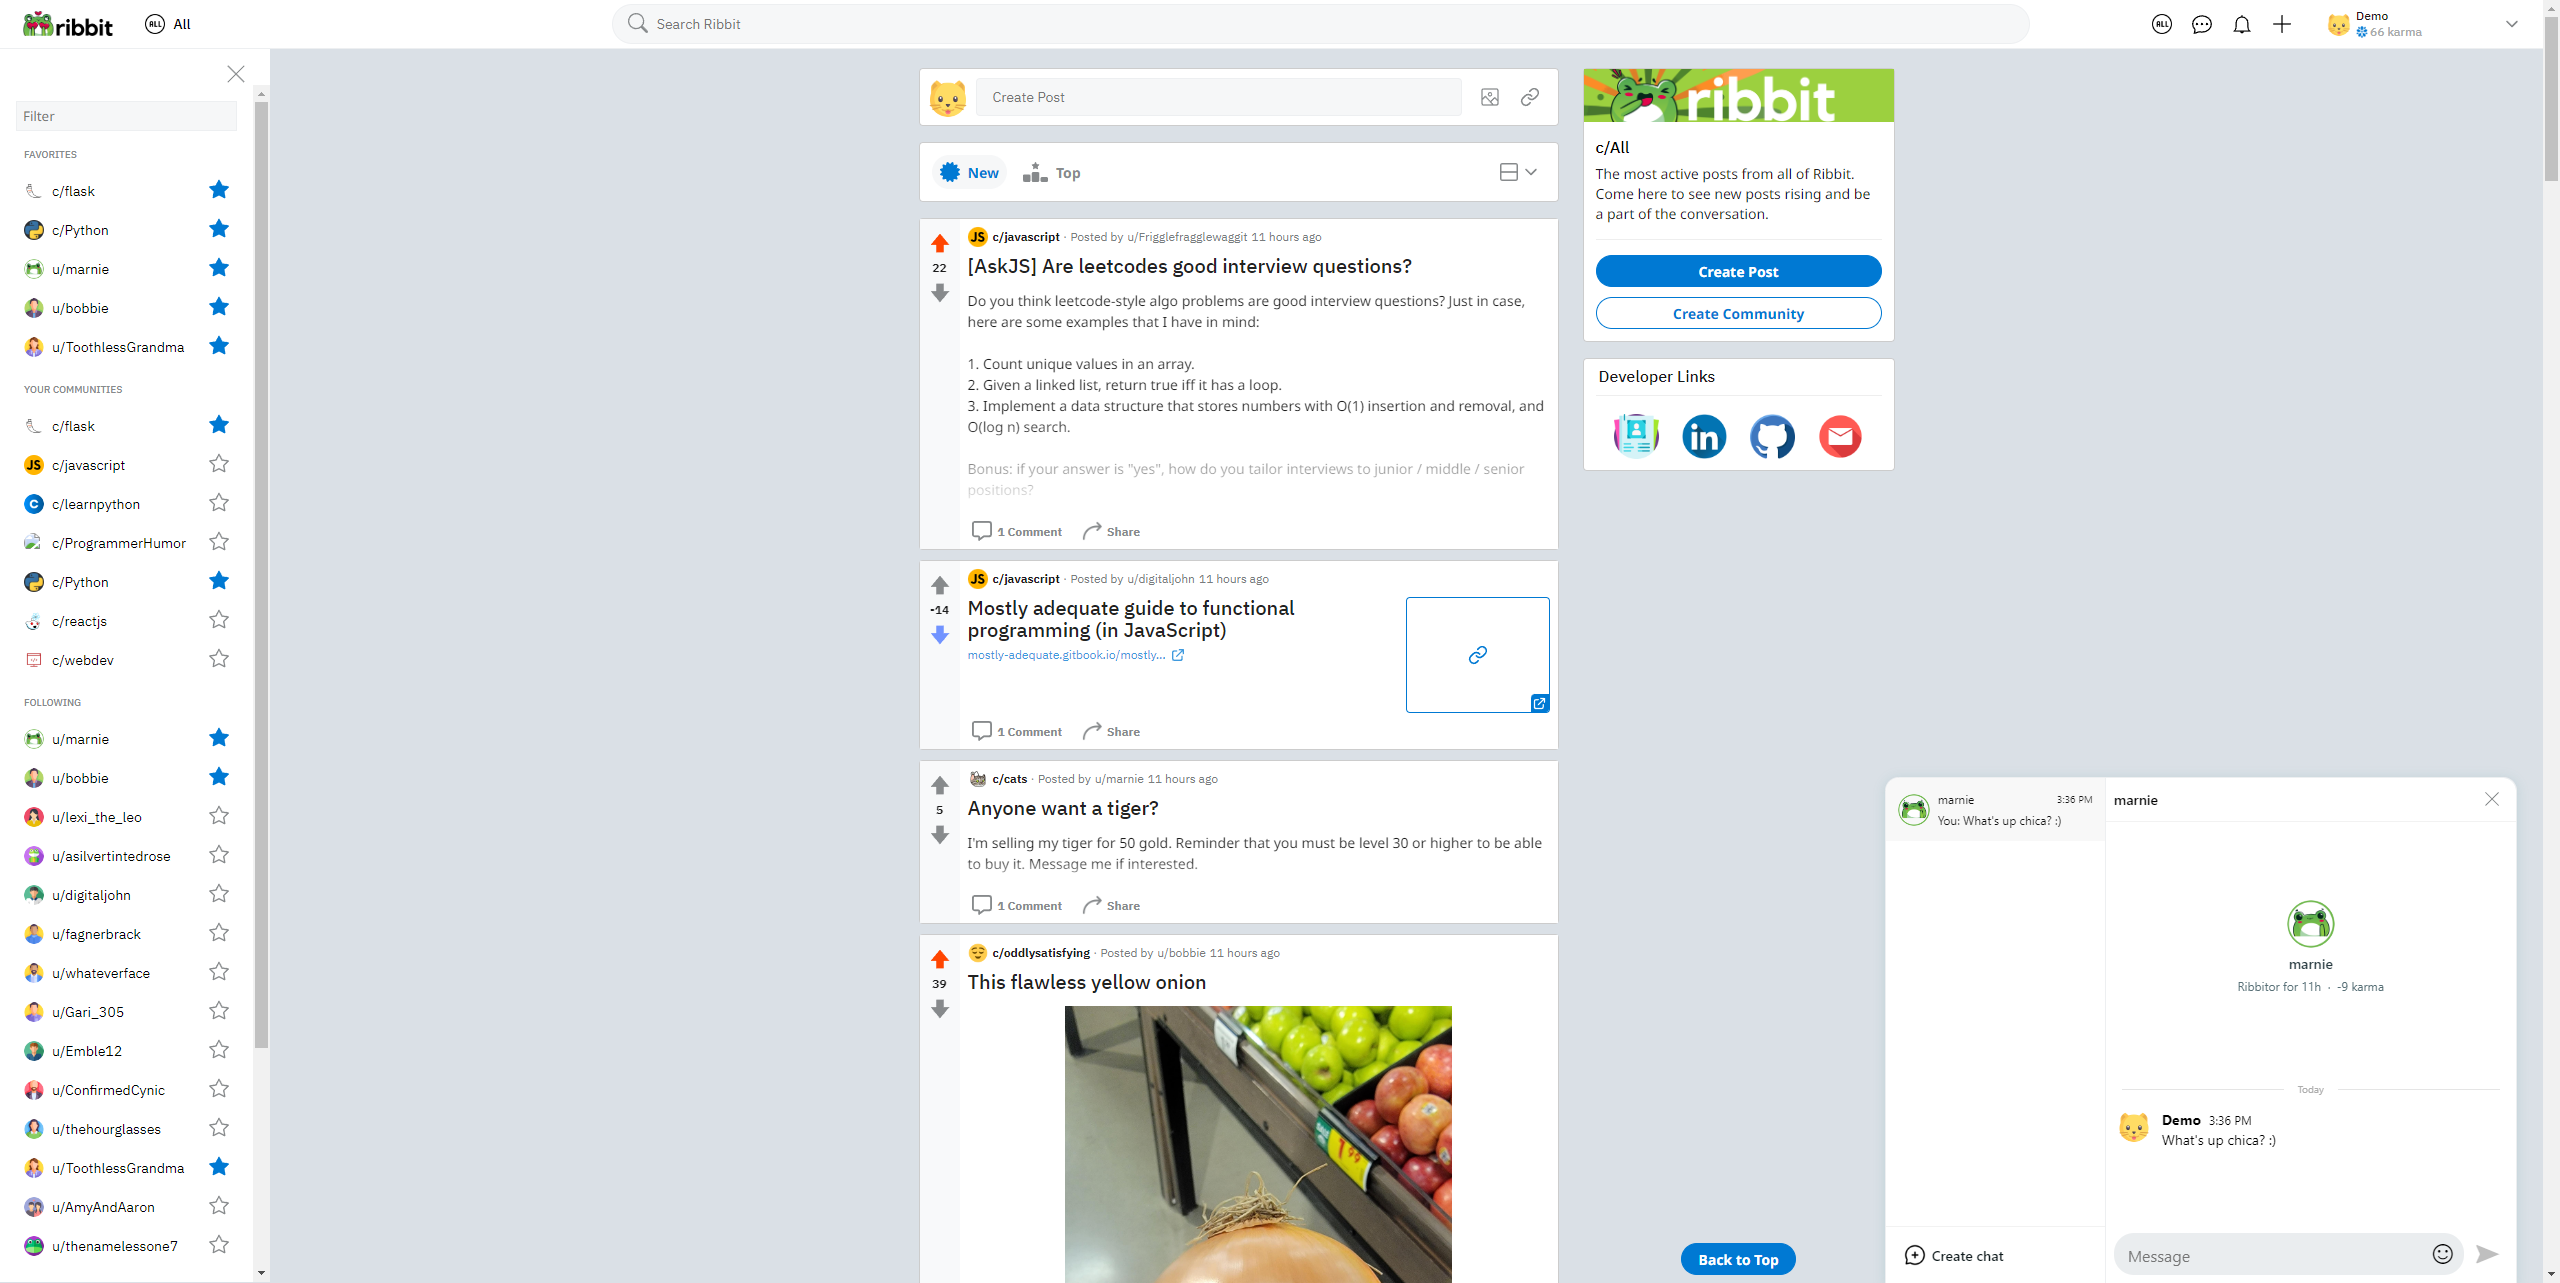 ribbit
ALL All
Search Ribbit
ALL
Demo
66 karma
Filter
FAVORITES
c/flask
c/Python
u/marnie
u/bobbie
u/ToothlessGrandma
YOUR COMMUNITIES
c/flask
JS c/javascript
C c/learnpython
c/ProgrammerHumor
c/Python
c/reactjs
c/webdev
FOLLOWING
u/marnie
u/bobbie
u/lexi_the_leo
u/asilvertintedrose
u/digitaljohn
u/fagnerbrack
u/whateverface
u/Gari_305
u/Emble12
u/ConfirmedCynic
u/thehourglasses
u/ToothlessGrandma
u/AmyAndAaron
u/thenamelessone7
Create Post
New
Top
JS c/javascript · Posted by u/Frigglefragglewaggit 11 hours ago
22
[AskJS] Are leetcodes good interview questions?
Do you think leetcode-style algo problems are good interview questions? Just in case,
here are some examples that I have in mind:
1. Count unique values in an array.
2. Given a linked list, return true iff it has a loop.
3. Implement a data structure that stores numbers with O(1) insertion and removal, and
O(log n) search.
Bonus: if your answer is "yes", how do you tailor interviews to junior / middle / senior
positions?
1 Comment Share
JS c/javascript · Posted by u/digitaljohn 11 hours ago
-14
Mostly adequate guide to functional
programming (in JavaScript)
mostly-adequate.gitbook.io/mostly...
1 Comment Share
c/cats · Posted by u/marnie 11 hours ago
5
Anyone want a tiger?
I'm selling my tiger for 50 gold. Reminder that you must be level 30 or higher to be able
to buy it. Message me if interested.
1 Comment Share
c/oddlysatisfying · Posted by u/bobbie 11 hours ago
39
This flawless yellow onion
1.99
ribbit
c/All
The most active posts from all of Ribbit.
Come here to see new posts rising and be
a part of the conversation.
Create Post
Create Community
Developer Links
in
Back to Top
marnie 3:36 PM
You: What's up chica? :)
Create chat
marnie
marnie
Ribbitor for 11h · -9 karma
Today
Demo 3:36 PM
What's up chica? :)
Message